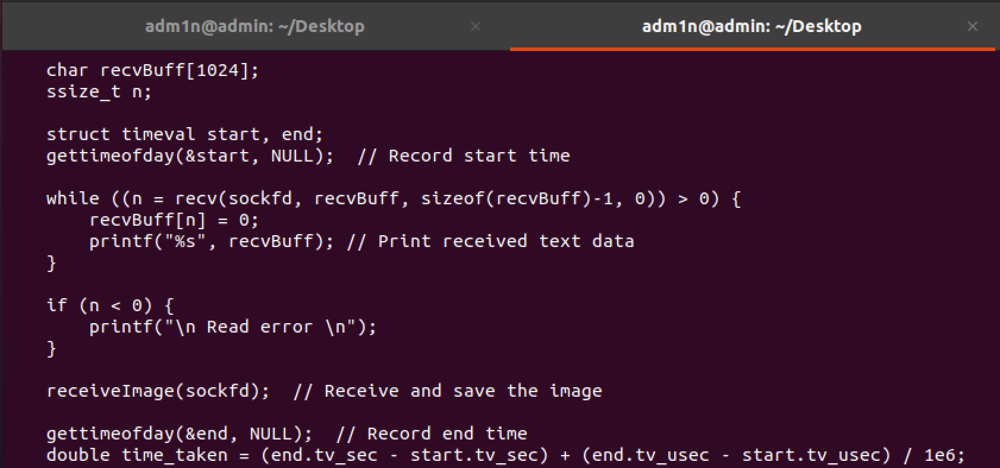 adm1n@admin: ~/Desktop × adm1n@admin: ~/Desktop ×
char recvBuff[1024];
ssize_t n;
struct timeval start, end;
gettimeofday(&start, NULL);  // Record start time
while ((n = recv(sockfd, recvBuff, sizeof(recvBuff)-1, 0)) > 0) {
    recvBuff[n] = 0;
    printf("%s", recvBuff); // Print received text data
}
if (n < 0) {
    printf("\n Read error \n");
}
receiveImage(sockfd);  // Receive and save the image
gettimeofday(&end, NULL);  // Record end time
double time_taken = (end.tv_sec - start.tv_sec) + (end.tv_usec - start.tv_usec) / 1e6;